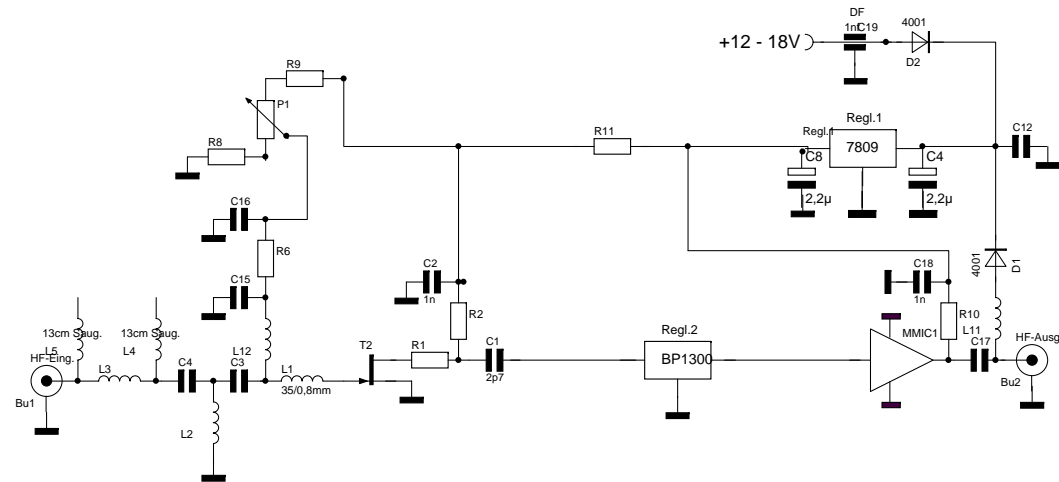 DF
4001
1nf C19
+12 - 18V
D2
R9
P1
Regl.1
C12
R11
Regl.1
7809
R8
C8
C4
2,2µ
2,2µ
C16
R6
4001
D1
C2
C18
C15
1n
1n
R10
R2
13cm Saug.
13cm Saug.
Regl.2
MMIC1
L11
L5
L4
L12
T2
R1
C1
BP1300
C17
HF-Eing.
HF-Ausg
C4
C3
L3
L1
2p7
Bu1
35/0,8mm
Bu2
L2